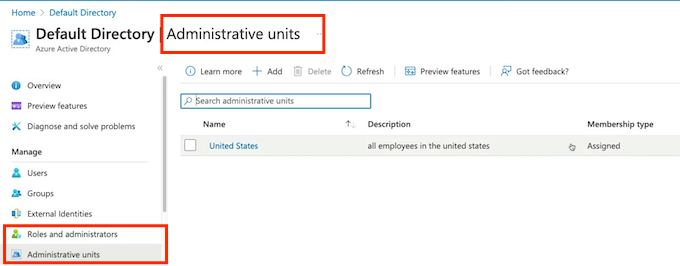 Home > Default Directory
Default Directory | Administrative units ...
Azure Active Directory
«
Learn more + Add Delete Refresh Preview features Got feedback?
Search administrative units
Overview
Preview features
Diagnose and solve problems
Manage
Users
Groups
External Identities
Roles and administrators
Administrative units
Name ↑↓ Description Membership type
United States all employees in the united states Assigned